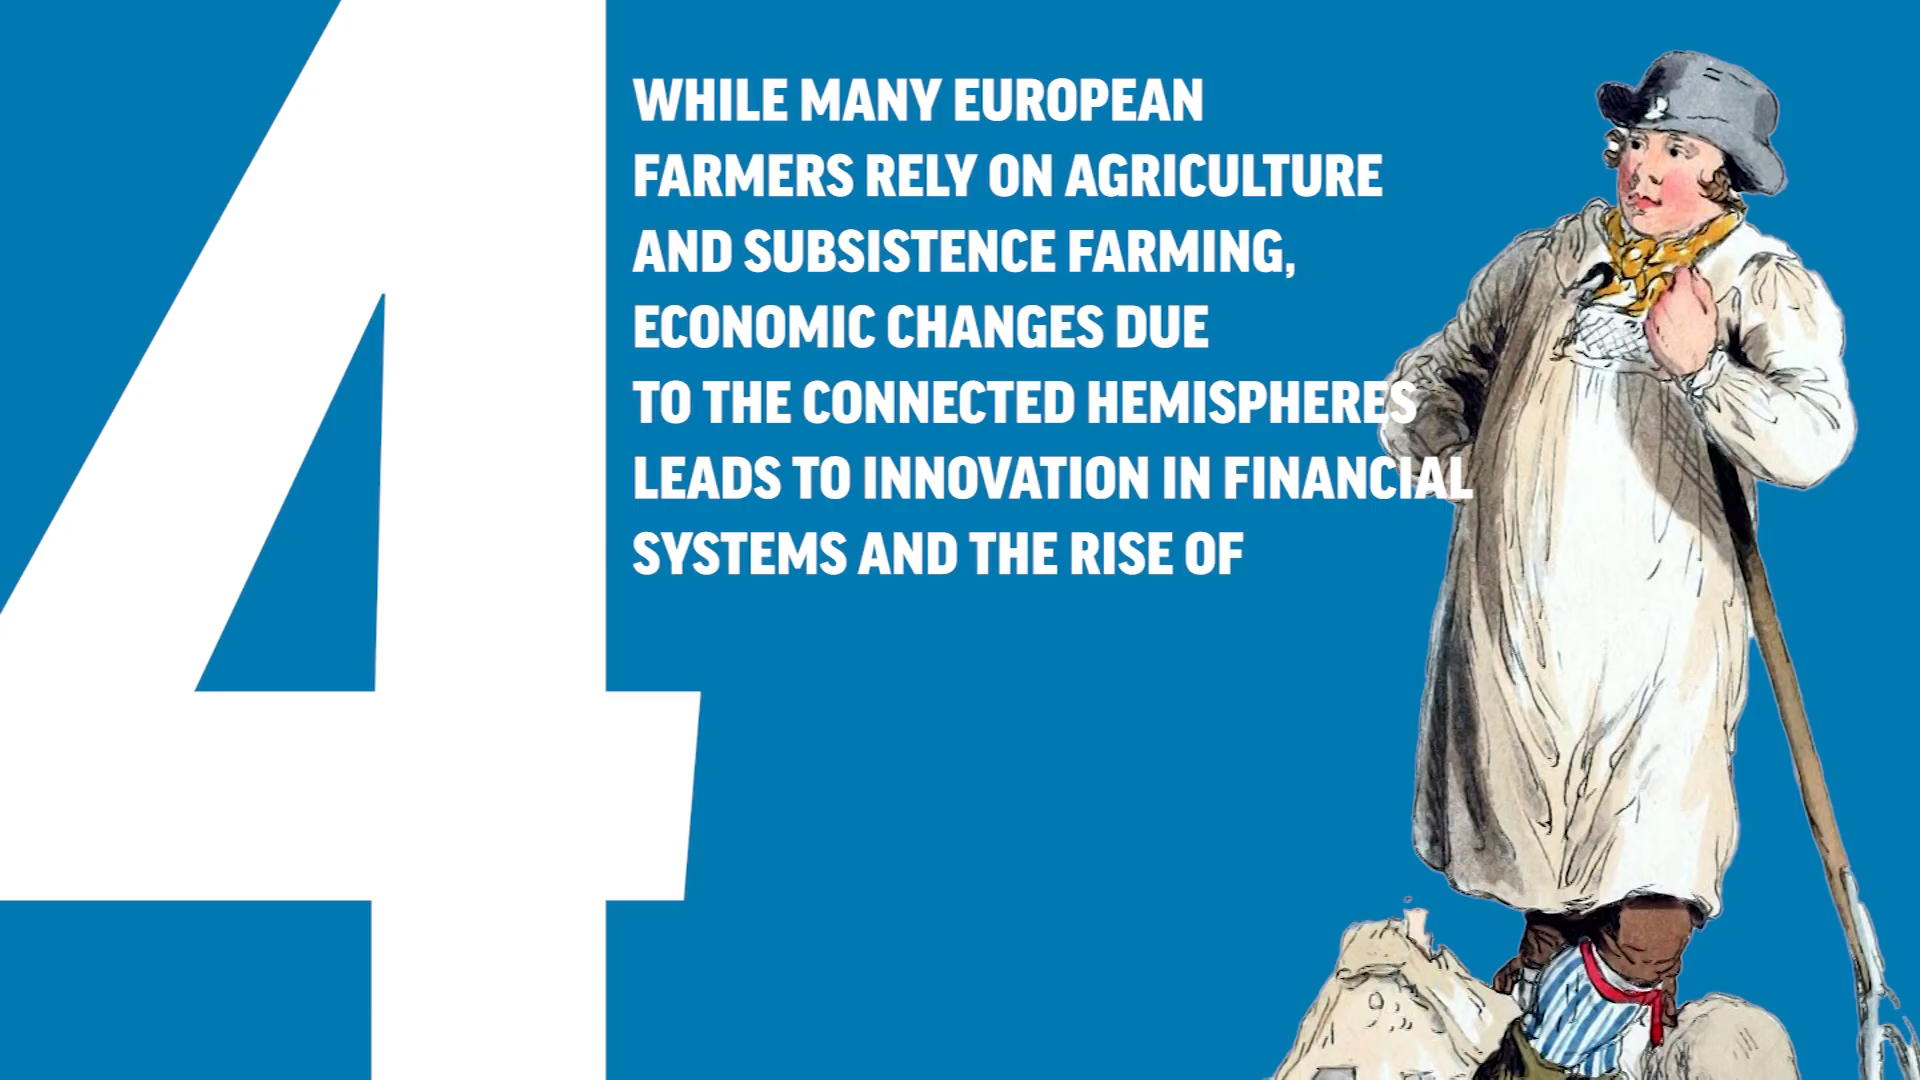 4
WHILE MANY EUROPEAN
FARMERS RELY ON AGRICULTURE
AND SUBSISTENCE FARMING,
ECONOMIC CHANGES DUE
TO THE CONNECTED HEMISPHERES
LEADS TO INNOVATION IN FINANCIAL
SYSTEMS AND THE RISE OF